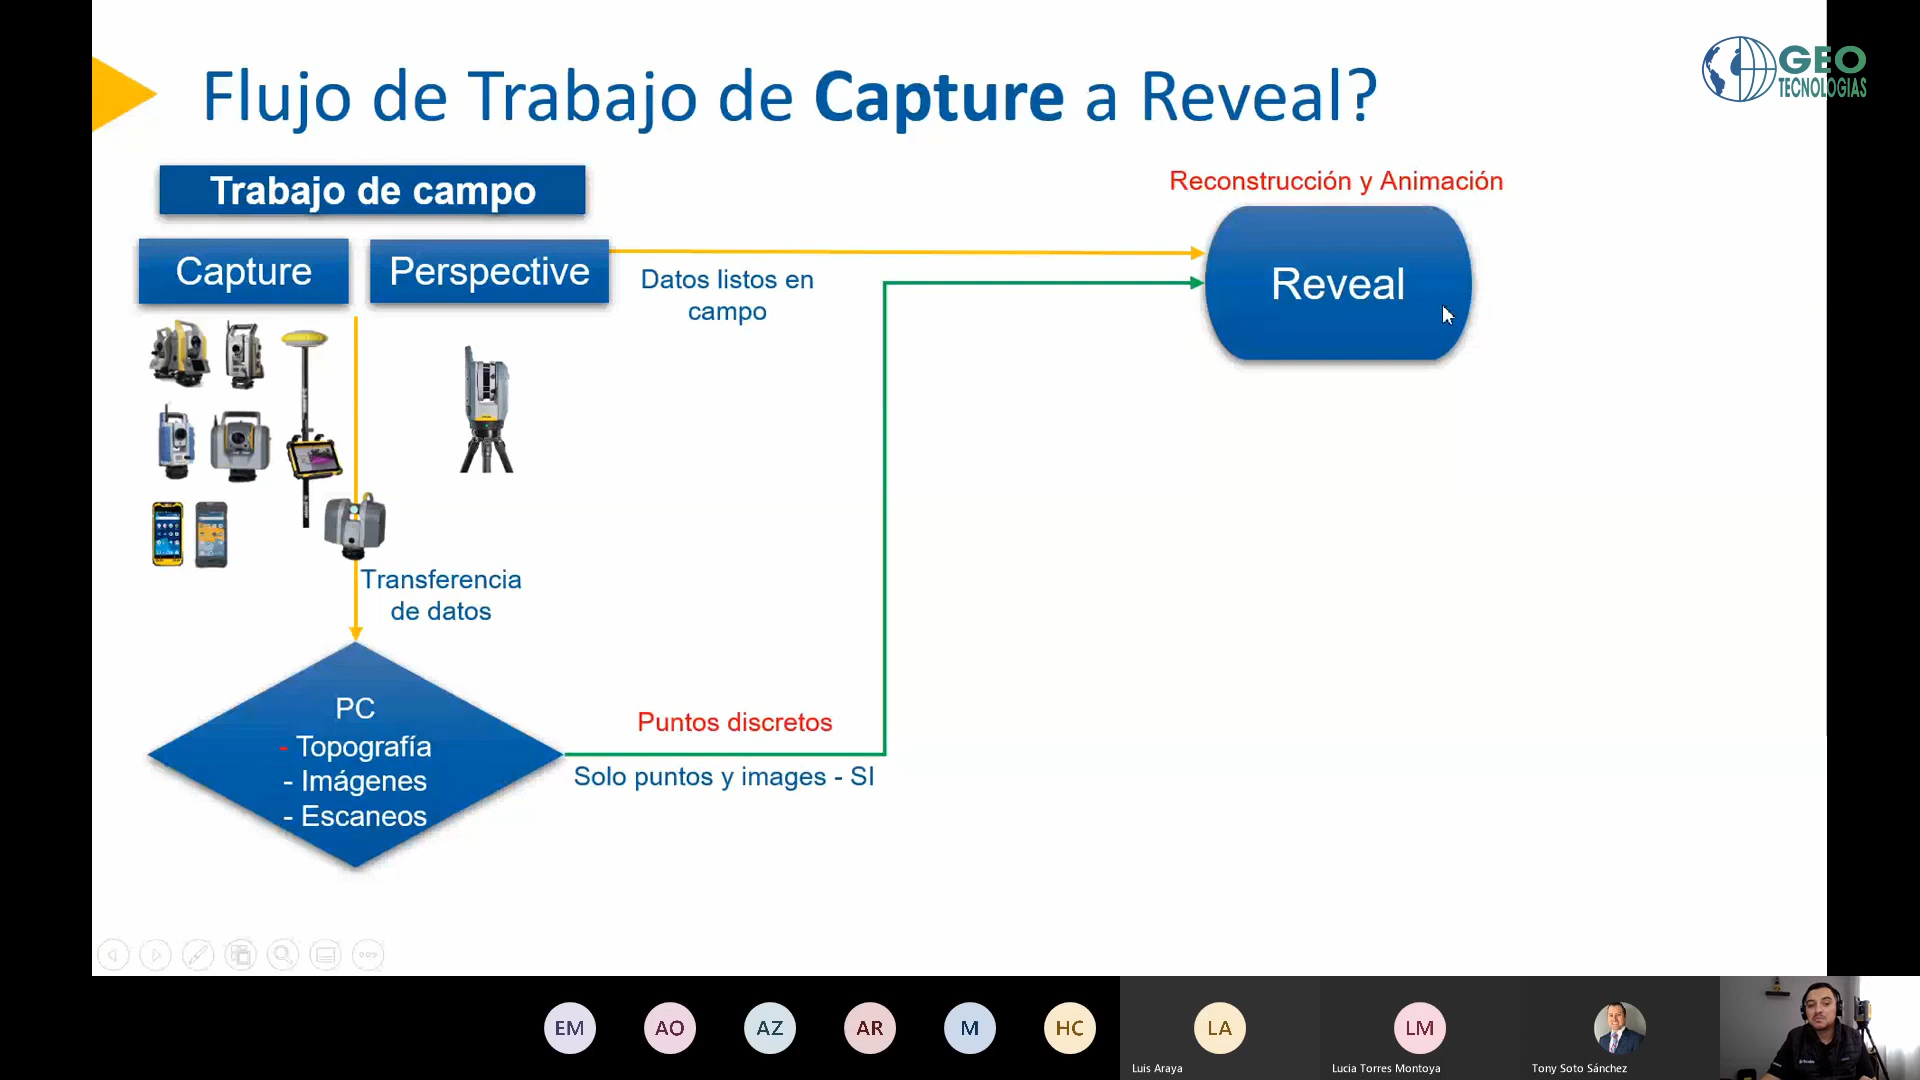 Flujo de Trabajo de Capture a Reveal?
GEO
TECNOLOGIAS
Trabajo de campo
Reconstrucción y Animación
Capture
Perspective
Datos listos en
campo
Reveal
Transferencia
de datos
PC
- Topografía
- Imágenes
- Escaneos
Puntos discretos
Solo puntos y images - SI
EM
AO
AZ
AR
M
HC
LA
LM
Luis Araya
Lucia Torres Montoya
Tony Soto Sánchez